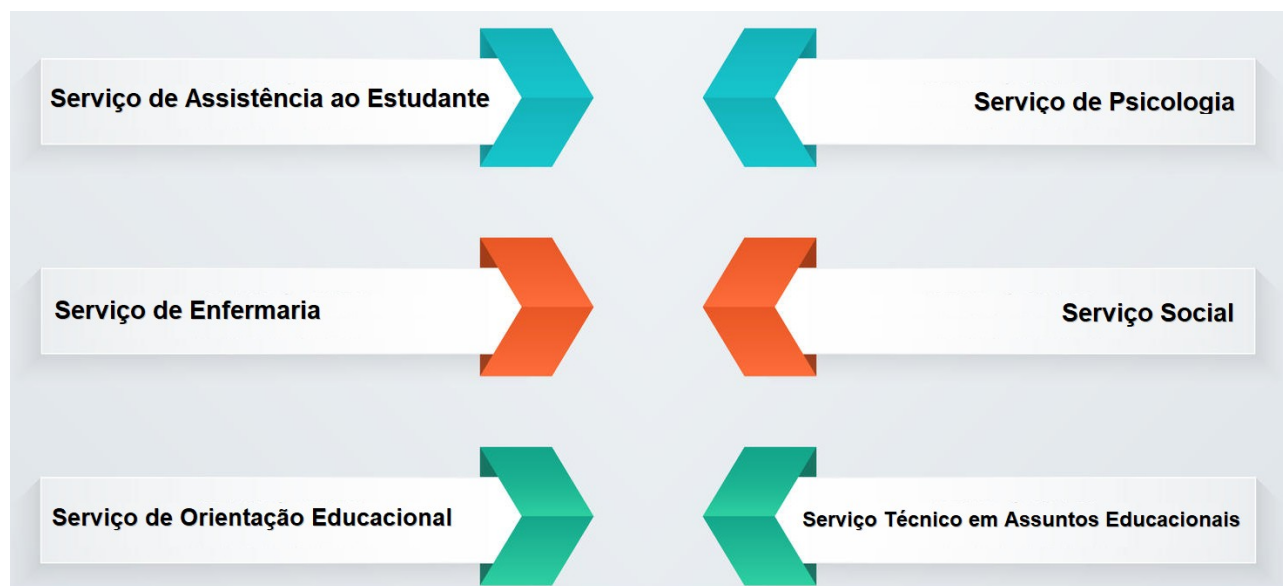 Serviço de Assistência ao Estudante
Serviço de Psicologia
Serviço de Enfermaria
Serviço Social
Serviço de Orientação Educacional
Serviço Técnico em Assuntos Educacionais